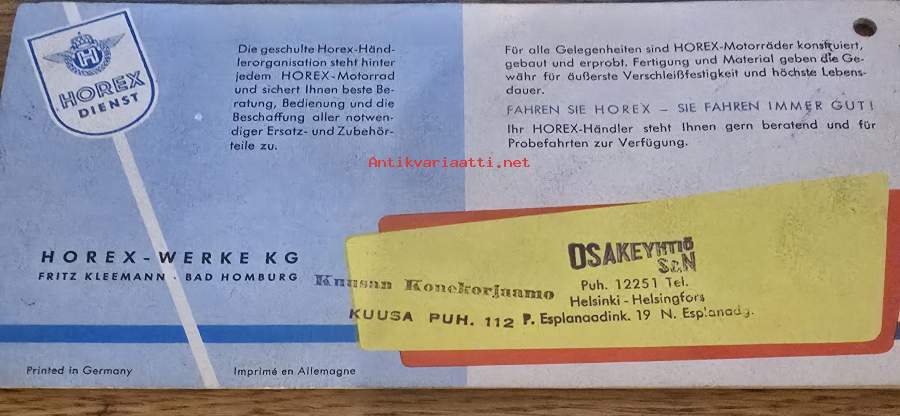 H
HOREX
DIENST
Die geschulte Horex-Händ-
lerorganisation steht hinter
jedem HOREX-Motorrad
und sichert Ihnen beste Be-
ratung, Bedienung und die
Beschaffung aller notwen-
diger Ersatz- und Zubehör-
teile zu.
Für alle Gelegenheiten sind HOREX-Motorräder konstruiert,
gebaut und erprobt. Fertigung und Material geben die Ge-
währ für äußerste Verschleißfestigkeit und höchste Lebens-
dauer.
FAHREN SIE HOREX – SIE FAHREN IMMER GUT!
Ihr HOREX-Händler steht Ihnen gern beratend und für
Probefahrten zur Verfügung.
Antikvariaatti.net
HOREX-WERKE KG
FRITZ KLEEMANN · BAD HOMBURG
Kuusan Konekorjaamo
KUUSA PUH. 112
OSAKEYHTIÖ
S&N
Puh. 12251 Tel.
Helsinki - Helsingfors
P. Esplanaadink. 19 N. Esplanadg.
Printed in Germany
Imprimé en Allemagne